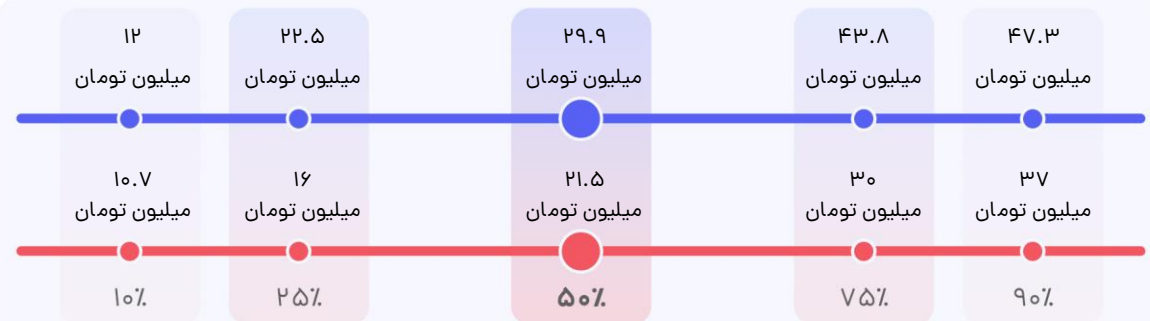 ۱۲ ۲۲.۵ ۲۹.۹ ۴۳.۸ ۴۷.۳
میلیون تومان میلیون تومان میلیون تومان میلیون تومان میلیون تومان
۱۰.۷ ۱۶ ۲۱.۵ ۳۰ ۳۷
میلیون تومان میلیون تومان میلیون تومان میلیون تومان میلیون تومان
۱۰٪ ۲۵٪ ۵۰٪ ۷۵٪ ۹۰٪